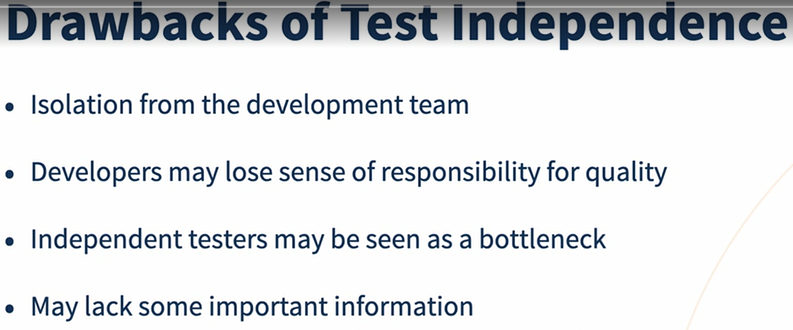 Drawbacks of Test Independence
• Isolation from the development team
• Developers may lose sense of responsibility for quality
• Independent testers may be seen as a bottleneck
• May lack some important information